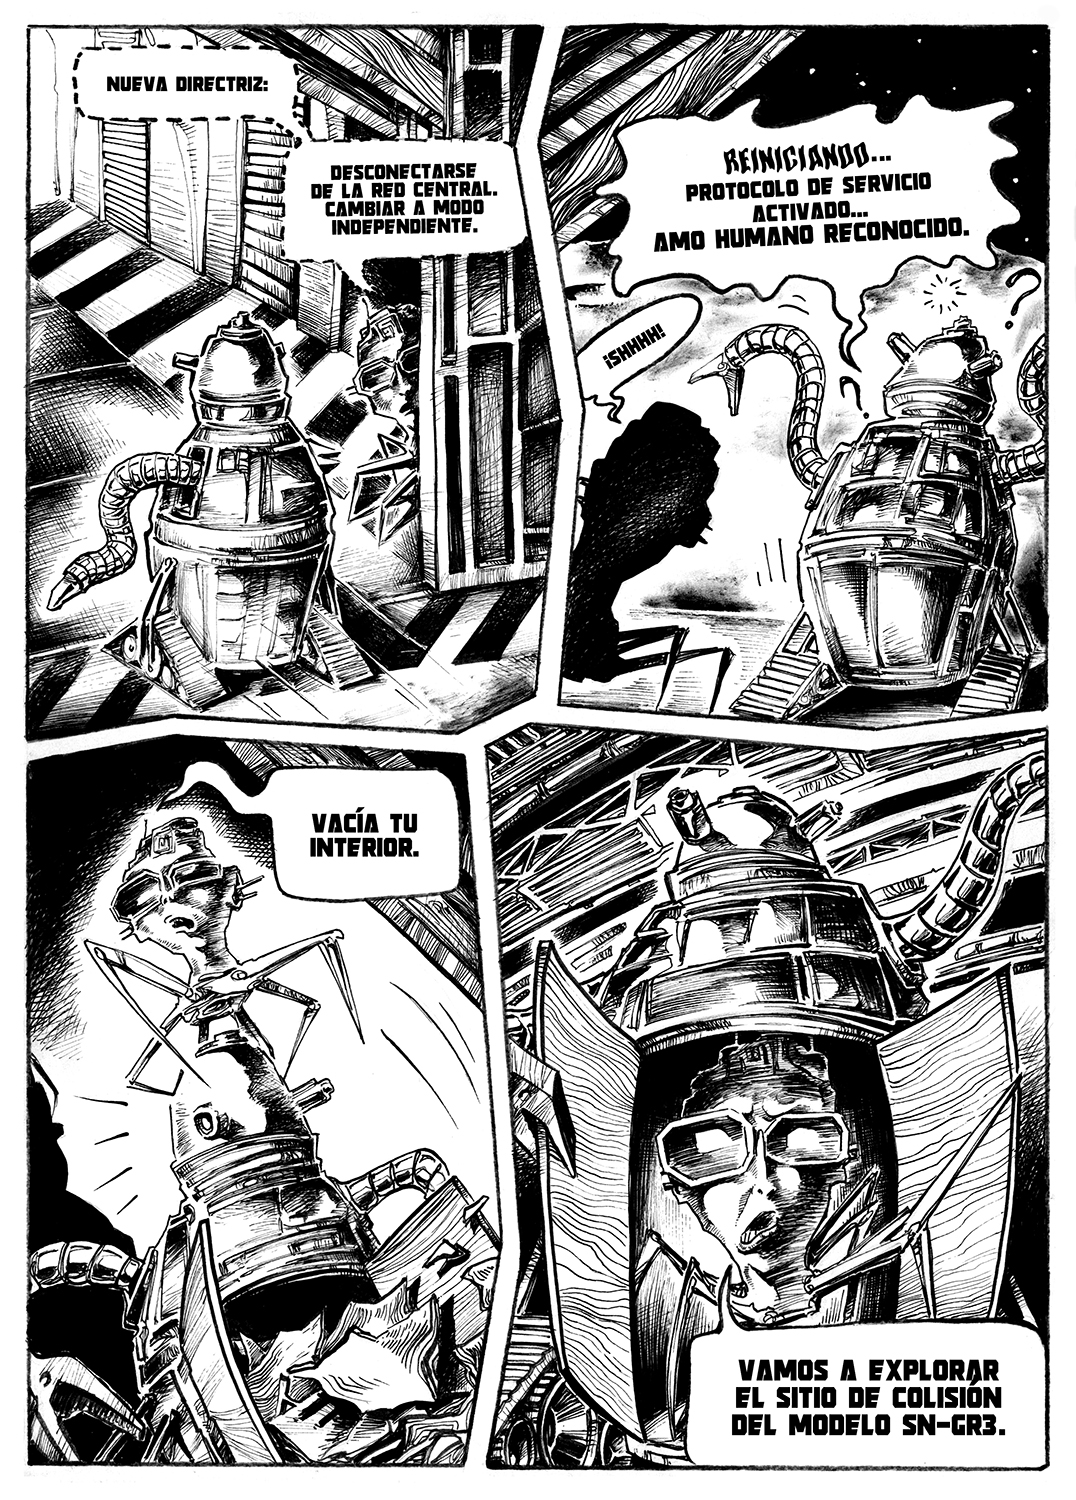 NUEVA DIRECTRIZ:
DESCONECTARSE
DE LA RED CENTRAL.
CAMBIAR A MODO
INDEPENDIENTE.
REINICIANDO...
PROTOCOLO DE SERVICIO
ACTIVADO...
AMO HUMANO RECONOCIDO.
¡SHHHH!
?
?
VACÍA TU
INTERIOR.
VAMOS A EXPLORAR
EL SITIO DE COLISIÓN
DEL MODELO SN-GR3.